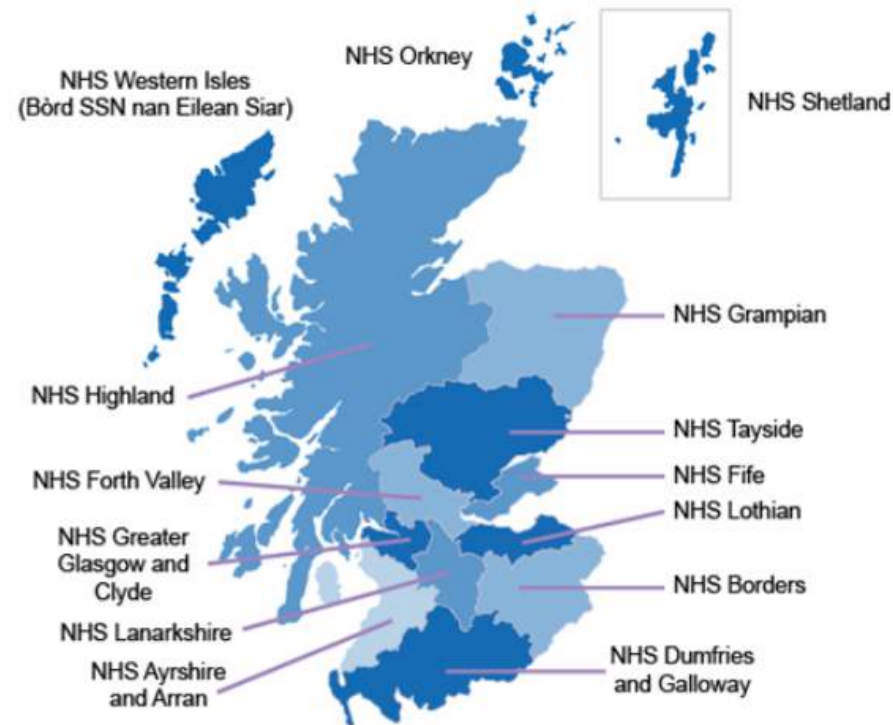 NHS Orkney
NHS Western Isles
(Bòrd SSN nan Eilean Siar)
NHS Shetland
NHS Grampian
NHS Highland
NHS Tayside
NHS Forth Valley
NHS Fife
NHS Lothian
NHS Greater
Glasgow and
Clyde
NHS Borders
NHS Lanarkshire
NHS Ayrshire
and Arran
NHS Dumfries
and Galloway